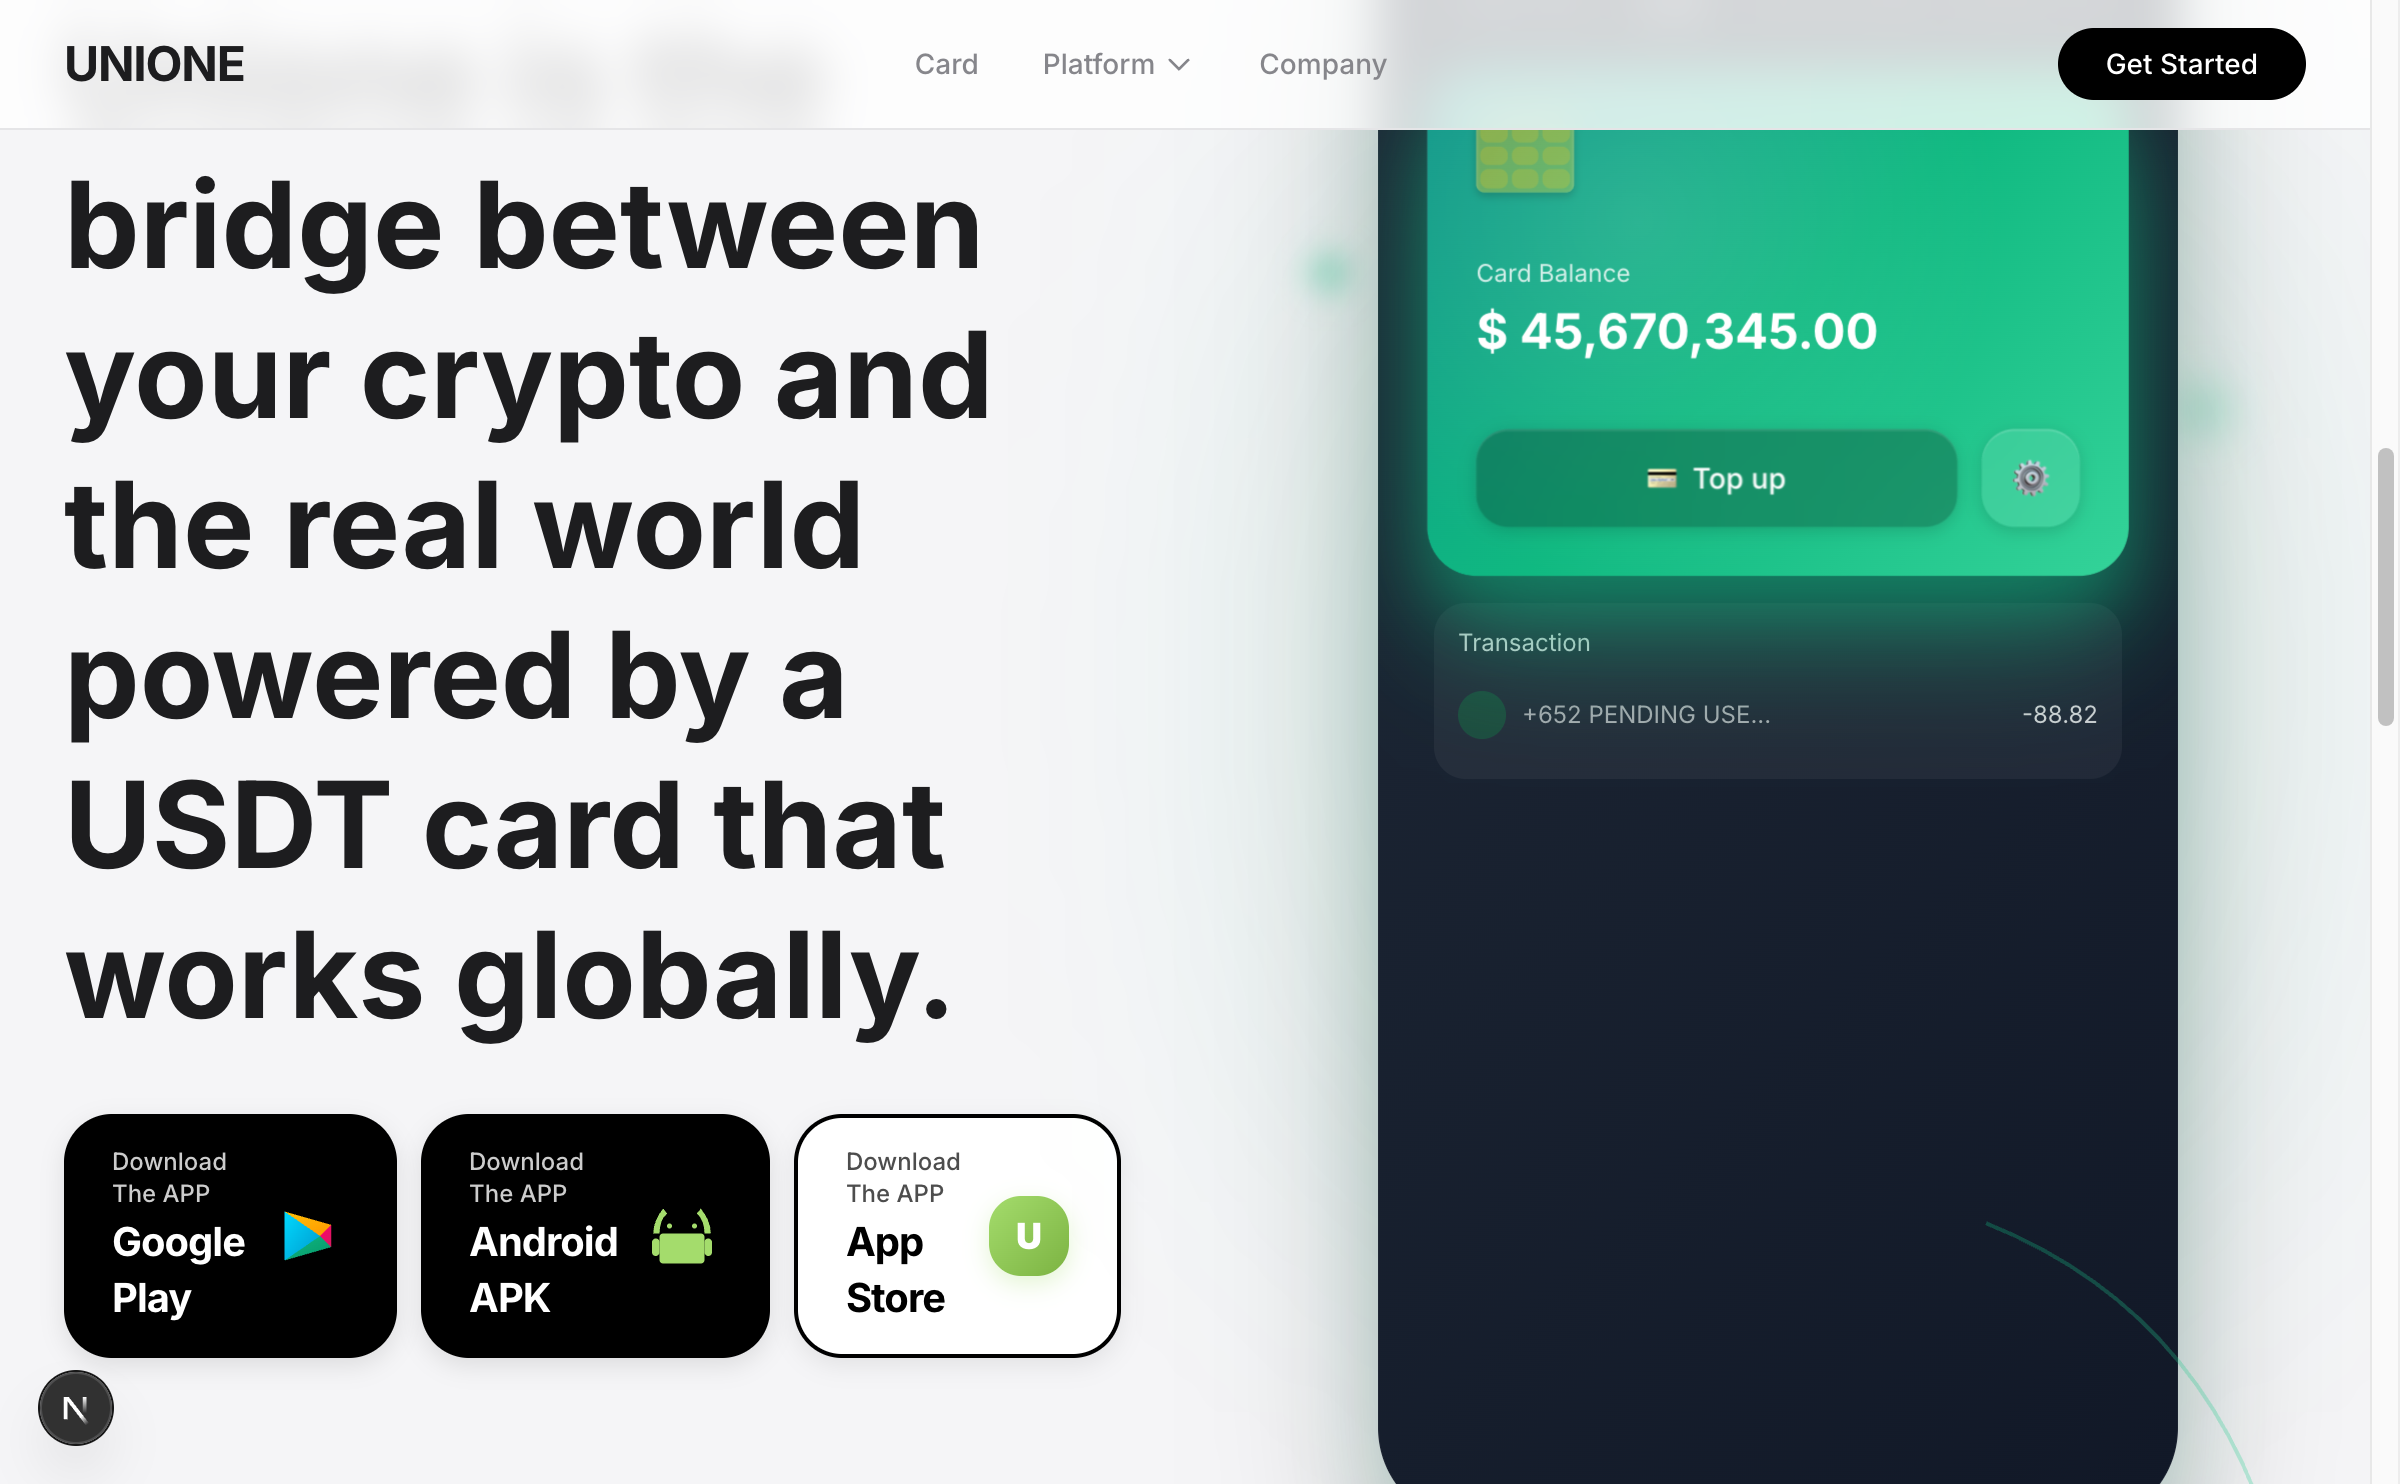 UNIONE
Card
Platform
Company
Get Started
bridge between
your crypto and
the real world
powered by a
USDT card that
works globally.
Download
The APP
Google
Play
Download
The APP
Android
APK
Download
The APP
App
Store
U
N
Card Balance
$ 45,670,345.00
💳 Top up
Transaction
+652 PENDING USE...
-88.82